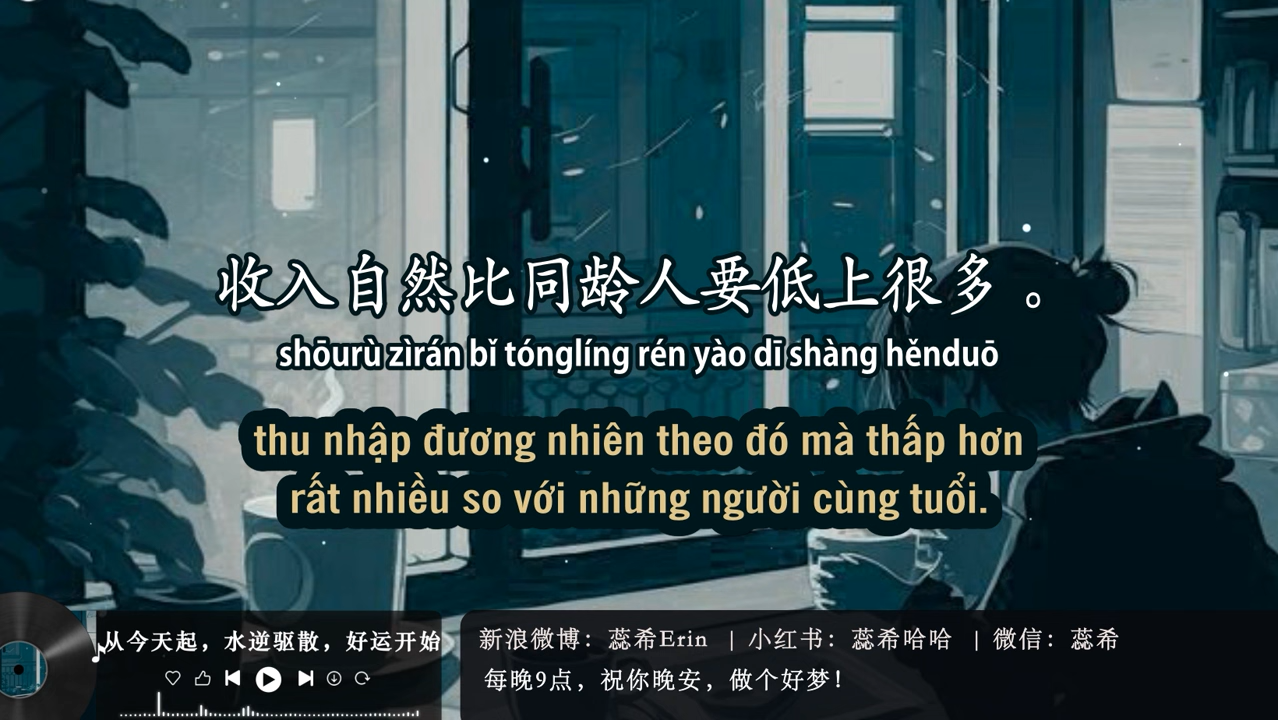 收入自然比同龄人要低上很多 。
shōurù zìrán bǐ tónglíng rén yào dī shàng hěnduō
thu nhập đương nhiên theo đó mà thấp hơn
rất nhiều so với những người cùng tuổi.
从今天起，水逆驱散，好运开始
新浪微博：蕊希Erin | 小红书：蕊希哈哈 | 微信：蕊希
每晚9点，祝你晚安，做个好梦！